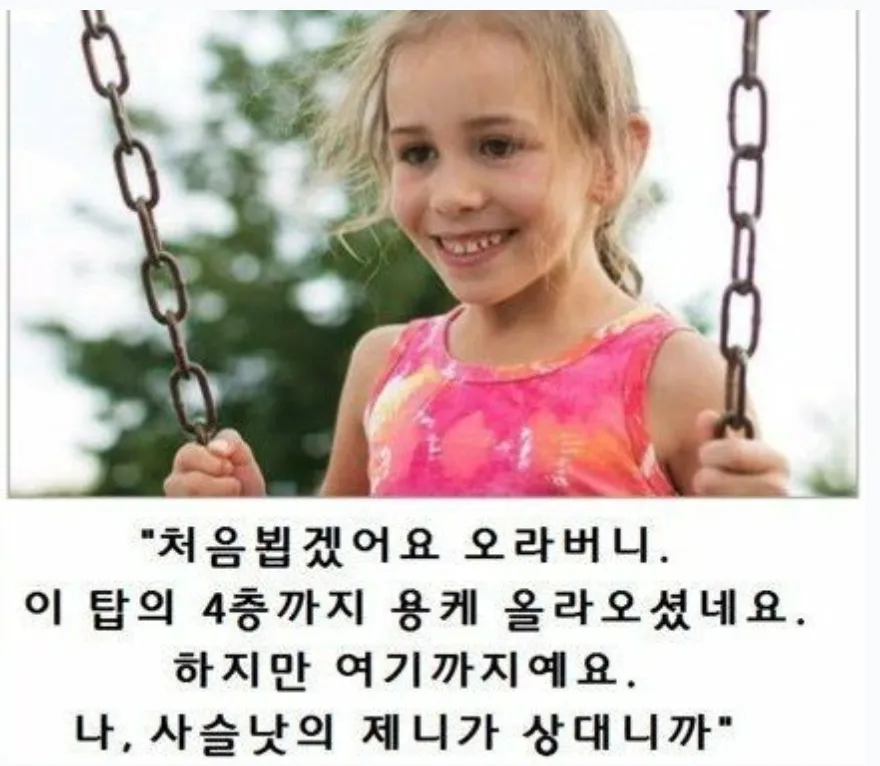 "처음뵙겠어요 오라버니.
이 탑의 4층까지 용케 올라오셨네요.
하지만 여기까지예요.
나, 사슬낫의 제니가 상대니까"